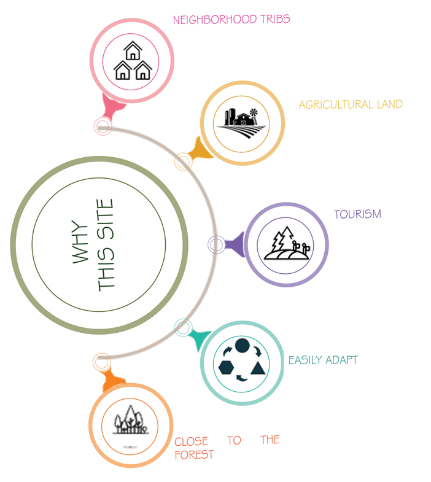 NEIGHBORHOOD TRIBS
AGRICULTURAL LAND
TOURISM
WHY
THIS SITE
EASILY ADAPT
CLOSE TO THE
FOREST